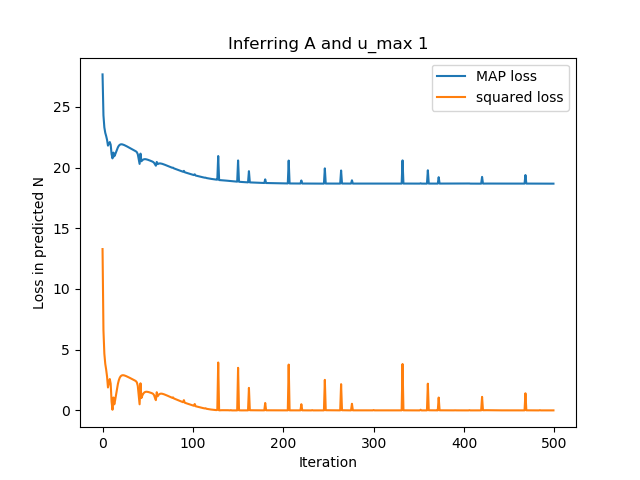 Inferring A and u_max 1
MAP loss
squared loss
Loss in predicted N
25
20
15
10
5
0
0 100 200 300 400 500
Iteration